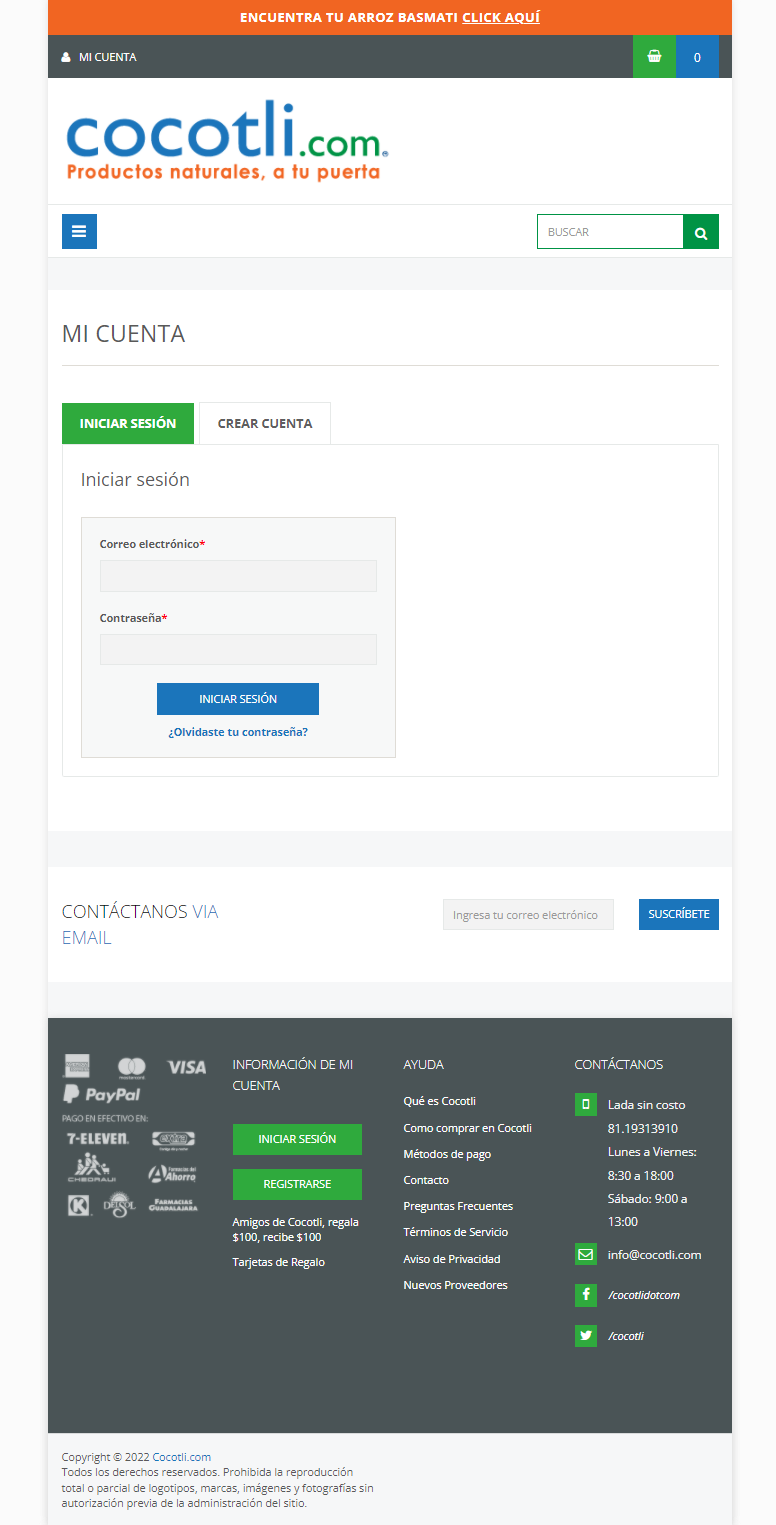 ENCUENTRA TU ARROZ BASMATI CLICK AQUÍ
MI CUENTA
0
cocotli.com®
Productos naturales, a tu puerta
BUSCAR
MI CUENTA
INICIAR SESIÓN
CREAR CUENTA
Iniciar sesión
Correo electrónico*
Contraseña*
INICIAR SESIÓN
¿Olvidaste tu contraseña?
CONTÁCTANOS VIA
EMAIL
Ingresa tu correo electrónico
SUSCRÍBETE
VISA
PayPal
PAGO EN EFECTIVO EN:
7-ELEVEN.
extra
CHEDRAUI
Farmacias del
Ahorro
K
DELSOL
FARMACIAS
GUADALAJARA
INFORMACIÓN DE MI
CUENTA
INICIAR SESIÓN
REGISTRARSE
Amigos de Cocotli, regala
$100, recibe $100
Tarjetas de Regalo
AYUDA
Qué es Cocotli
Como comprar en Cocotli
Métodos de pago
Contacto
Preguntas Frecuentes
Términos de Servicio
Aviso de Privacidad
Nuevos Proveedores
CONTÁCTANOS
Lada sin costo
81.19313910
Lunes a Viernes:
8:30 a 18:00
Sábado: 9:00 a
13:00
info@cocotli.com
/cocotlidotcom
/cocotli
Copyright © 2022 Cocotli.com
Todos los derechos reservados. Prohibida la reproducción
total o parcial de logotipos, marcas, imágenes y fotografías sin
autorización previa de la administración del sitio.